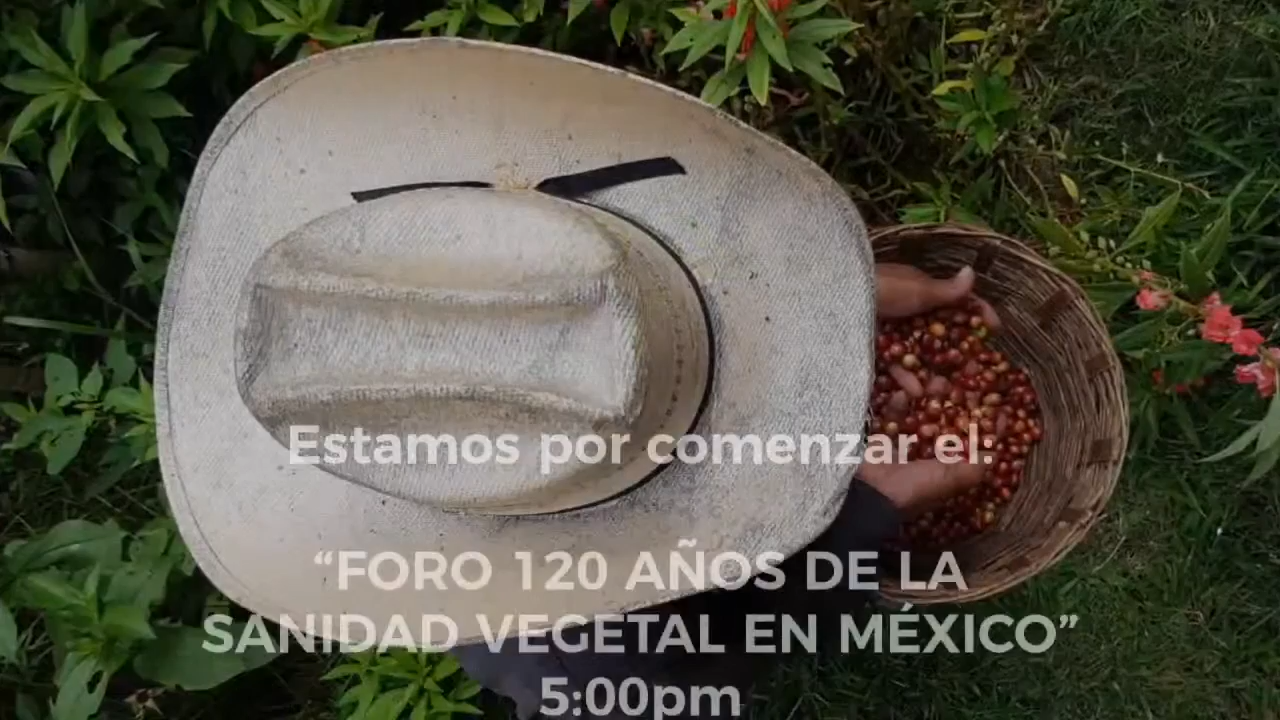 Estamos por comenzar el:
“FORO 120 AÑOS DE LA
SANIDAD VEGETAL EN MÉXICO”
5:00pm